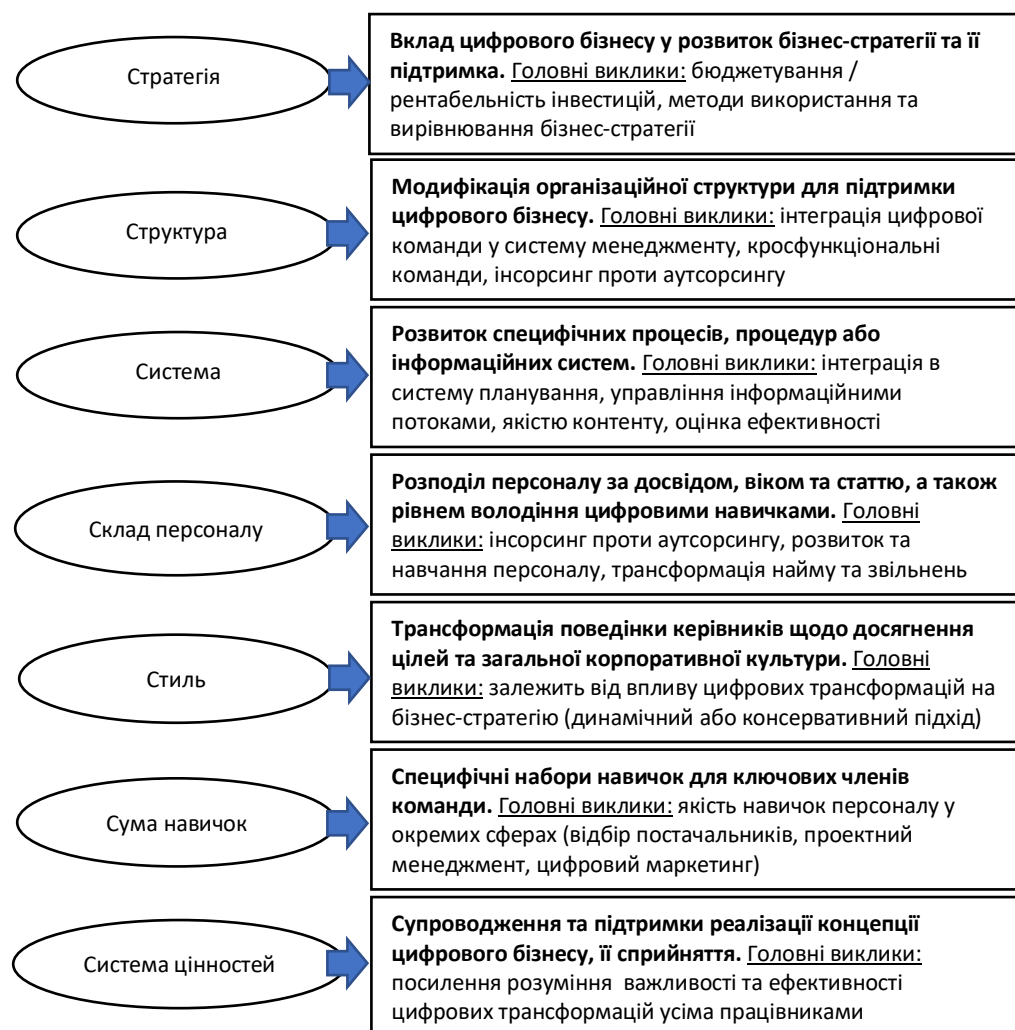 Стратегія
Вклад цифрового бізнесу у розвиток бізнес-стратегії та її
підтримка. Головні виклики: бюджетування /
рентабельність інвестицій, методи використання та
вирівнювання бізнес-стратегії
Структура
Модифікація організаційної структури для підтримки
цифрового бізнесу. Головні виклики: інтеграція цифрової
команди у систему менеджменту, кросфункціональні
команди, інсорсинг проти аутсорсингу
Система
Розвиток специфічних процесів, процедур або
інформаційних систем. Головні виклики: інтеграція в
систему планування, управління інформаційними
потоками, якістю контенту, оцінка ефективності
Склад персоналу
Розподіл персоналу за досвідом, віком та статтю, а також
рівнем володіння цифровими навичками. Головні
виклики: інсорсинг проти аутсорсингу, розвиток та
навчання персоналу, трансформація найму та звільнень
Стиль
Трансформація поведінки керівників щодо досягнення
цілей та загальної корпоративної культури. Головні
виклики: залежить від впливу цифрових трансформацій на
бізнес-стратегію (динамічний або консервативний підхід)
Сума навичок
Специфічні набори навичок для ключових членів
команди. Головні виклики: якість навичок персоналу у
окремих сферах (відбір постачальників, проектний
менеджмент, цифровий маркетинг)
Система цінностей
Супроводження та підтримки реалізації концепції
цифрового бізнесу, її сприйняття. Головні виклики:
посилення розуміння важливості та ефективності
цифрових трансформацій усіма працівниками